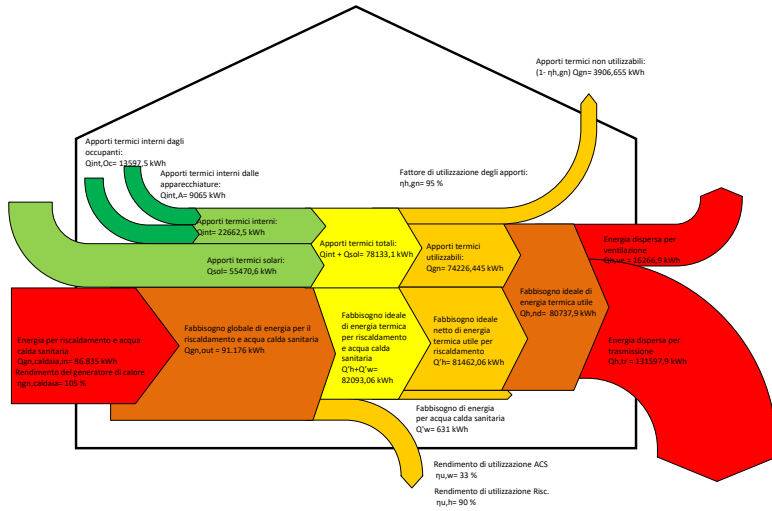 Apporti termici non utilizzabili:
(1- ηh,gn) Qgn= 3906,655 kWh
Apporti termici interni dagli
occupanti:
Qint,Oc= 13597,5 kWh
Apporti termici interni dalle
apparecchiature:
Qint,A= 9065 kWh
Fattore di utilizzazione degli apporti:
ηh,gn= 95 %
Apporti termici interni:
Qint= 22662,5 kWh
Apporti termici solari:
Qsol= 55470,6 kWh
Apporti termici totali:
Qint + Qsol= 78133,1 kWh
Apporti termici
utilizzabili:
Qgn= 74226,445 kWh
Energia dispersa per
ventilazione
Qh,ve= 16266,9 kWh
Fabbisogno ideale di
energia termica utile
Qh,nd= 80737,9 kWh
Energia per riscaldamento e acqua
calda sanitaria
Qgn,caldaia,in= 86.835 kWh
Rendimento del generatore di calore
ηgn,caldaia= 105 %
Fabbisogno globale di energia per il
riscaldamento e acqua calda sanitaria
Qgn,out = 91.176 kWh
Fabbisogno ideale
di energia termica
per riscaldamento
e acqua calda
sanitaria
Q'h+Q'w=
82093,06 kWh
Fabbisogno ideale
netto di energia
termica utile per
riscaldamento
Q'h= 81462,06 kWh
Energia dispersa per
trasmissione
Qh,tr = 131597,9 kWh
Fabbisogno di energia
per acqua calda sanitaria
Q'w= 631 kWh
Rendimento di utilizzazione ACS
ηu,w= 33 %
Rendimento di utilizzazione Risc.
ηu,h= 90 %